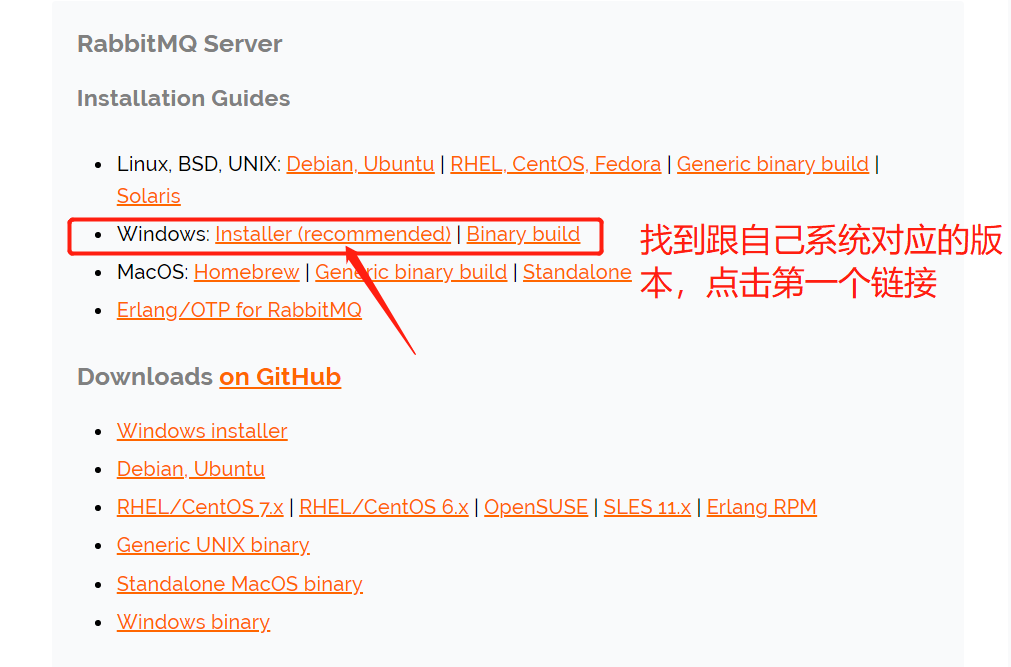 RabbitMQ Server
Installation Guides
Linux, BSD, UNIX: Debian, Ubuntu | RHEL, CentOS, Fedora | Generic binary build |
Solaris
Windows: Installer (recommended) | Binary build
MacOS: Homebrew | Generic binary build | Standalone
Erlang/OTP for RabbitMQ
找到跟自己系统对应的版
本，点击第一个链接
Downloads on GitHub
Windows installer
Debian, Ubuntu
RHEL/CentOS 7.x | RHEL/CentOS 6.x | OpenSUSE | SLES 11.x | Erlang RPM
Generic UNIX binary
Standalone MacOS binary
Windows binary